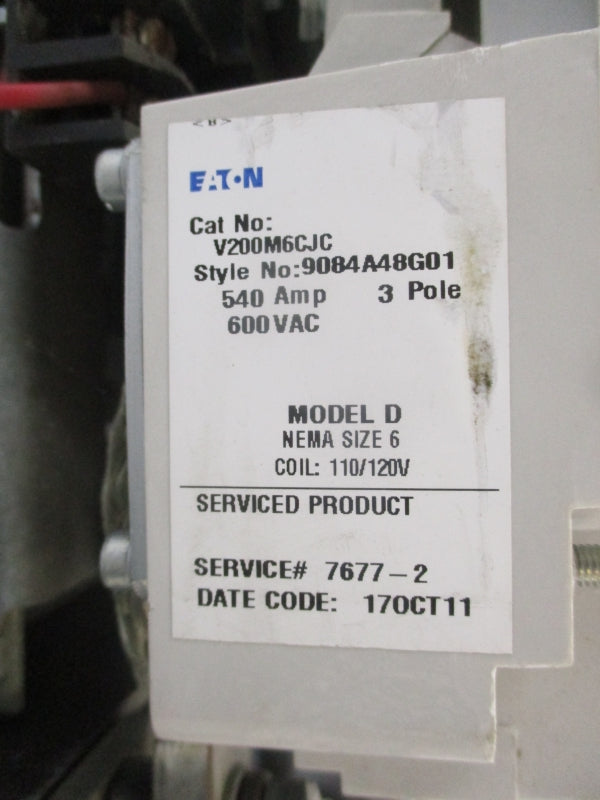 <B>
EATON
Cat No:
V200M6CJC
Style No:9084A48G01
540 Amp 3 Pole
600VAC
MODEL D
NEMA SIZE 6
COIL: 110/120V
SERVICED PRODUCT
SERVICE# 7677-2
DATE CODE: 17OCT11